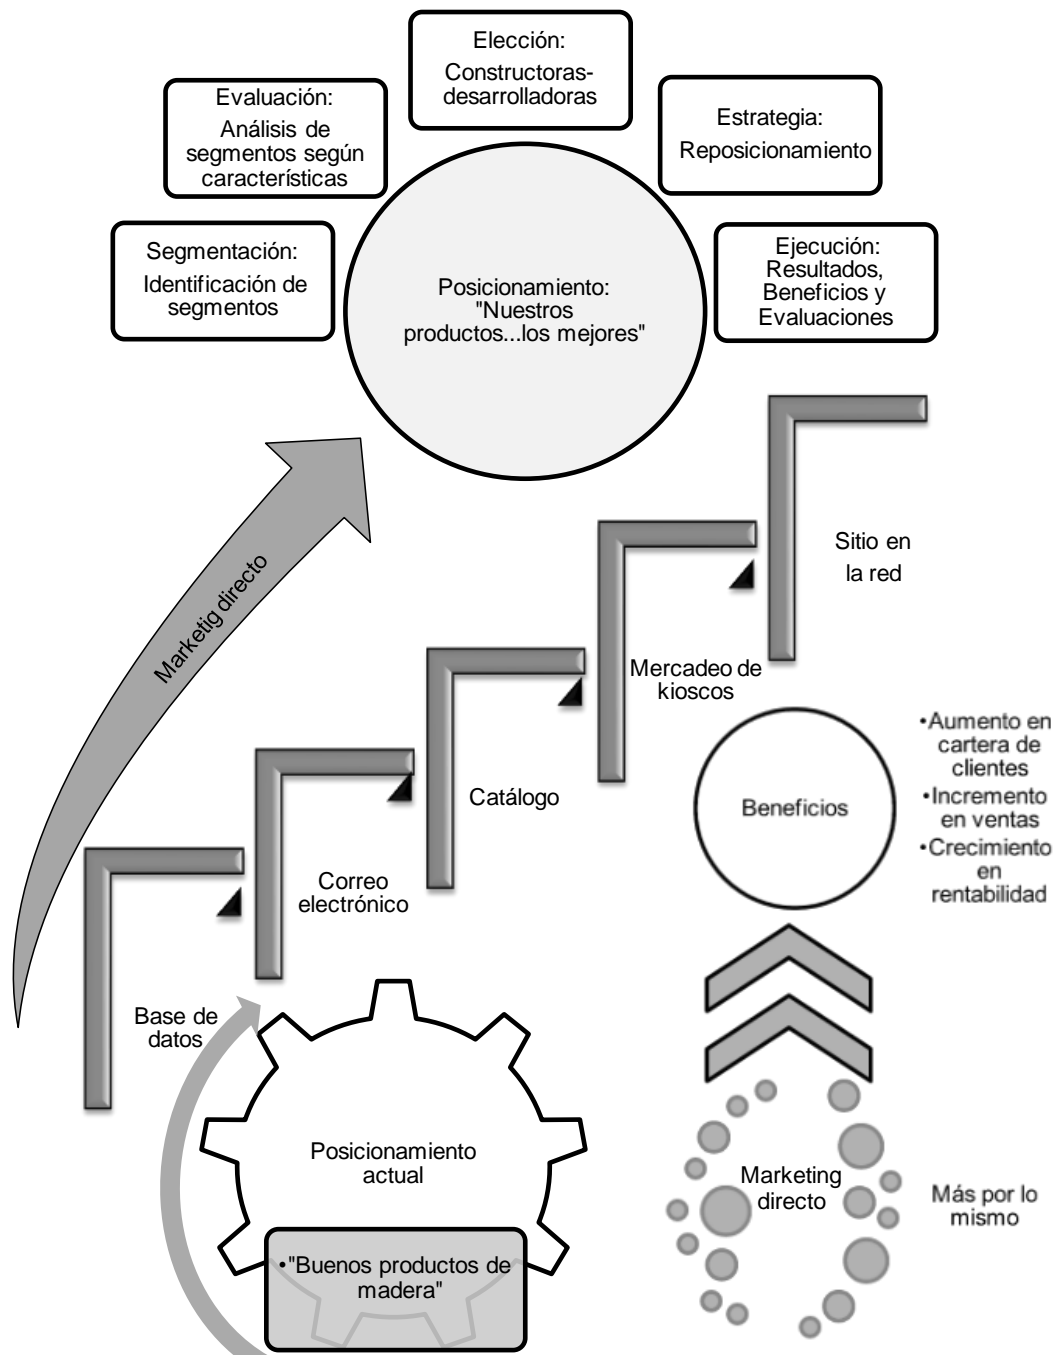 Elección:
Constructoras-
desarrolladoras
Evaluación:
Análisis de
segmentos según
características
Estrategia:
Reposicionamiento
Segmentación:
Identificación de
segmentos
Ejecución:
Resultados,
Beneficios y
Evaluaciones
Posicionamiento:
"Nuestros
productos...los mejores"
Marketig directo
Sitio en
la red
Mercadeo de
kioscos
Catálogo
Correo
electrónico
Base de
datos
Beneficios
•Aumento en
cartera de
clientes
•Incremento
en ventas
•Crecimiento
en
rentabilidad
Posicionamiento
actual
•"Buenos productos de
madera"
Marketing
directo
Más por lo
mismo